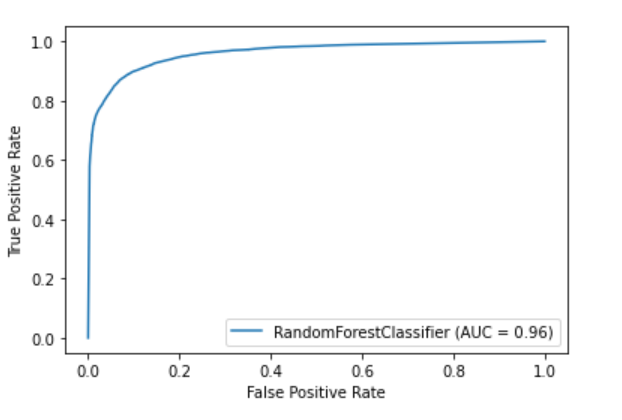 1.0
0.8
0.6
0.4
0.2
0.0
True Positive Rate
RandomForestClassifier (AUC = 0.96)
0.0 0.2 0.4 0.6 0.8 1.0
False Positive Rate